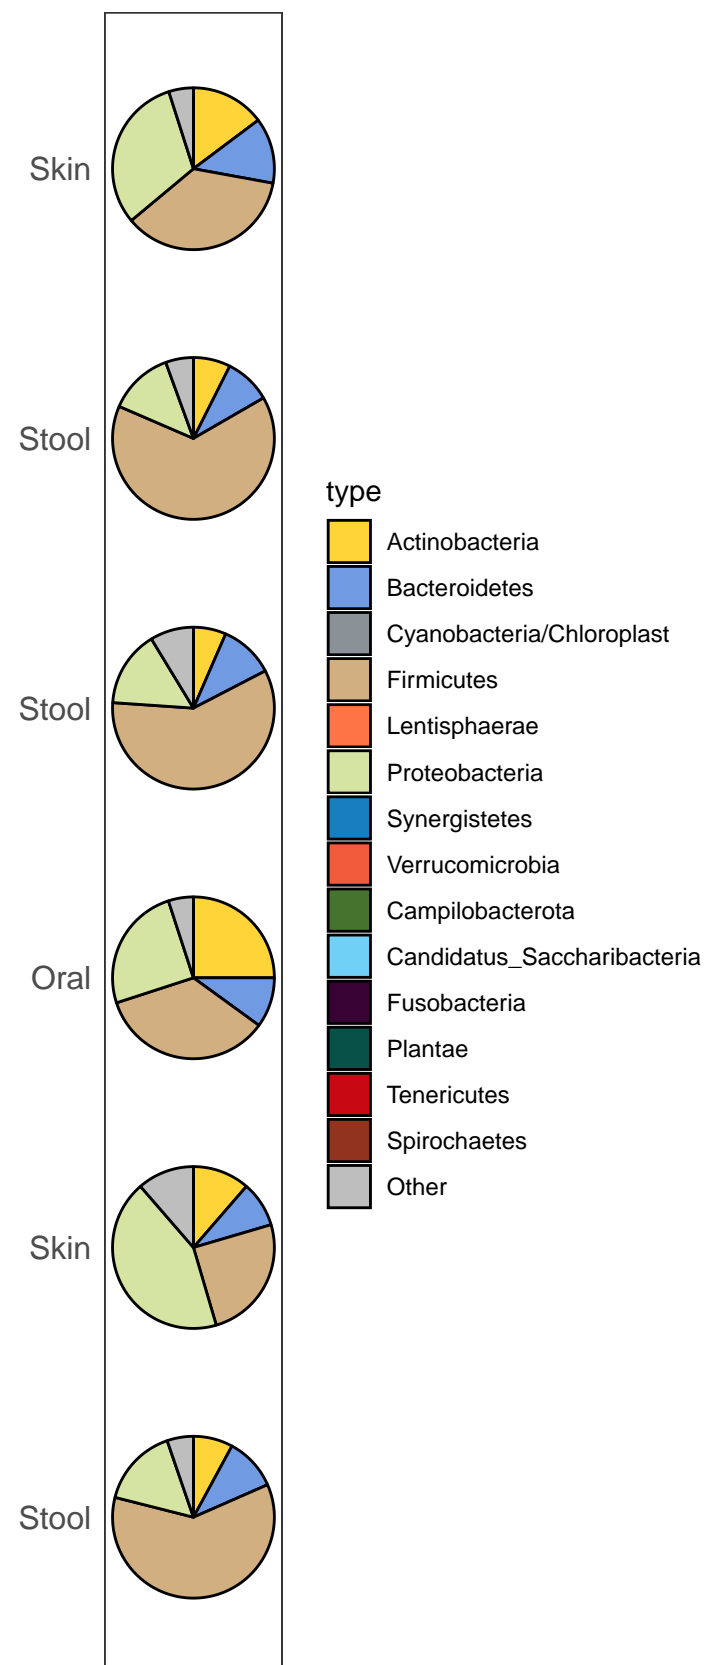 Skin
Stool
Stool
Oral
Skin
Stool
type
Actinobacteria
Bacteroidetes
Cyanobacteria/Chloroplast
Firmicutes
Lentisphaerae
Proteobacteria
Synergistetes
Verrucomicrobia
Campilobacterota
Candidatus_Saccharibacteria
Fusobacteria
Plantae
Tenericutes
Spirochaetes
Other